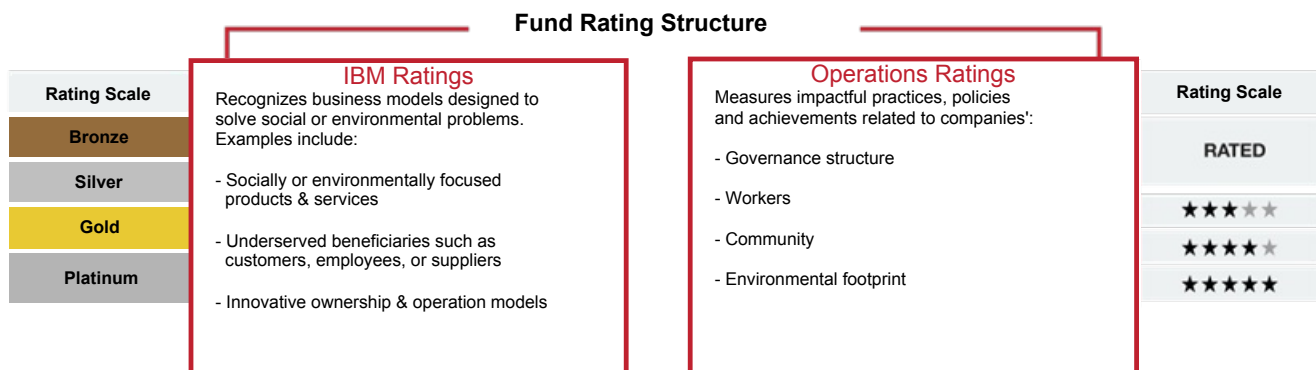 Fund Rating Structure
Rating Scale
Bronze
Silver
Gold
Platinum
IBM Ratings
Recognizes business models designed to
solve social or environmental problems.
Examples include:
- Socially or environmentally focused
products & services
- Underserved beneficiaries such as
customers, employees, or suppliers
- Innovative ownership & operation models
Operations Ratings
Measures impactful practices, policies
and achievements related to companies':
- Governance structure
- Workers
- Community
- Environmental footprint
Rating Scale
RATED
★★★★★
★★★★★
★★★★★